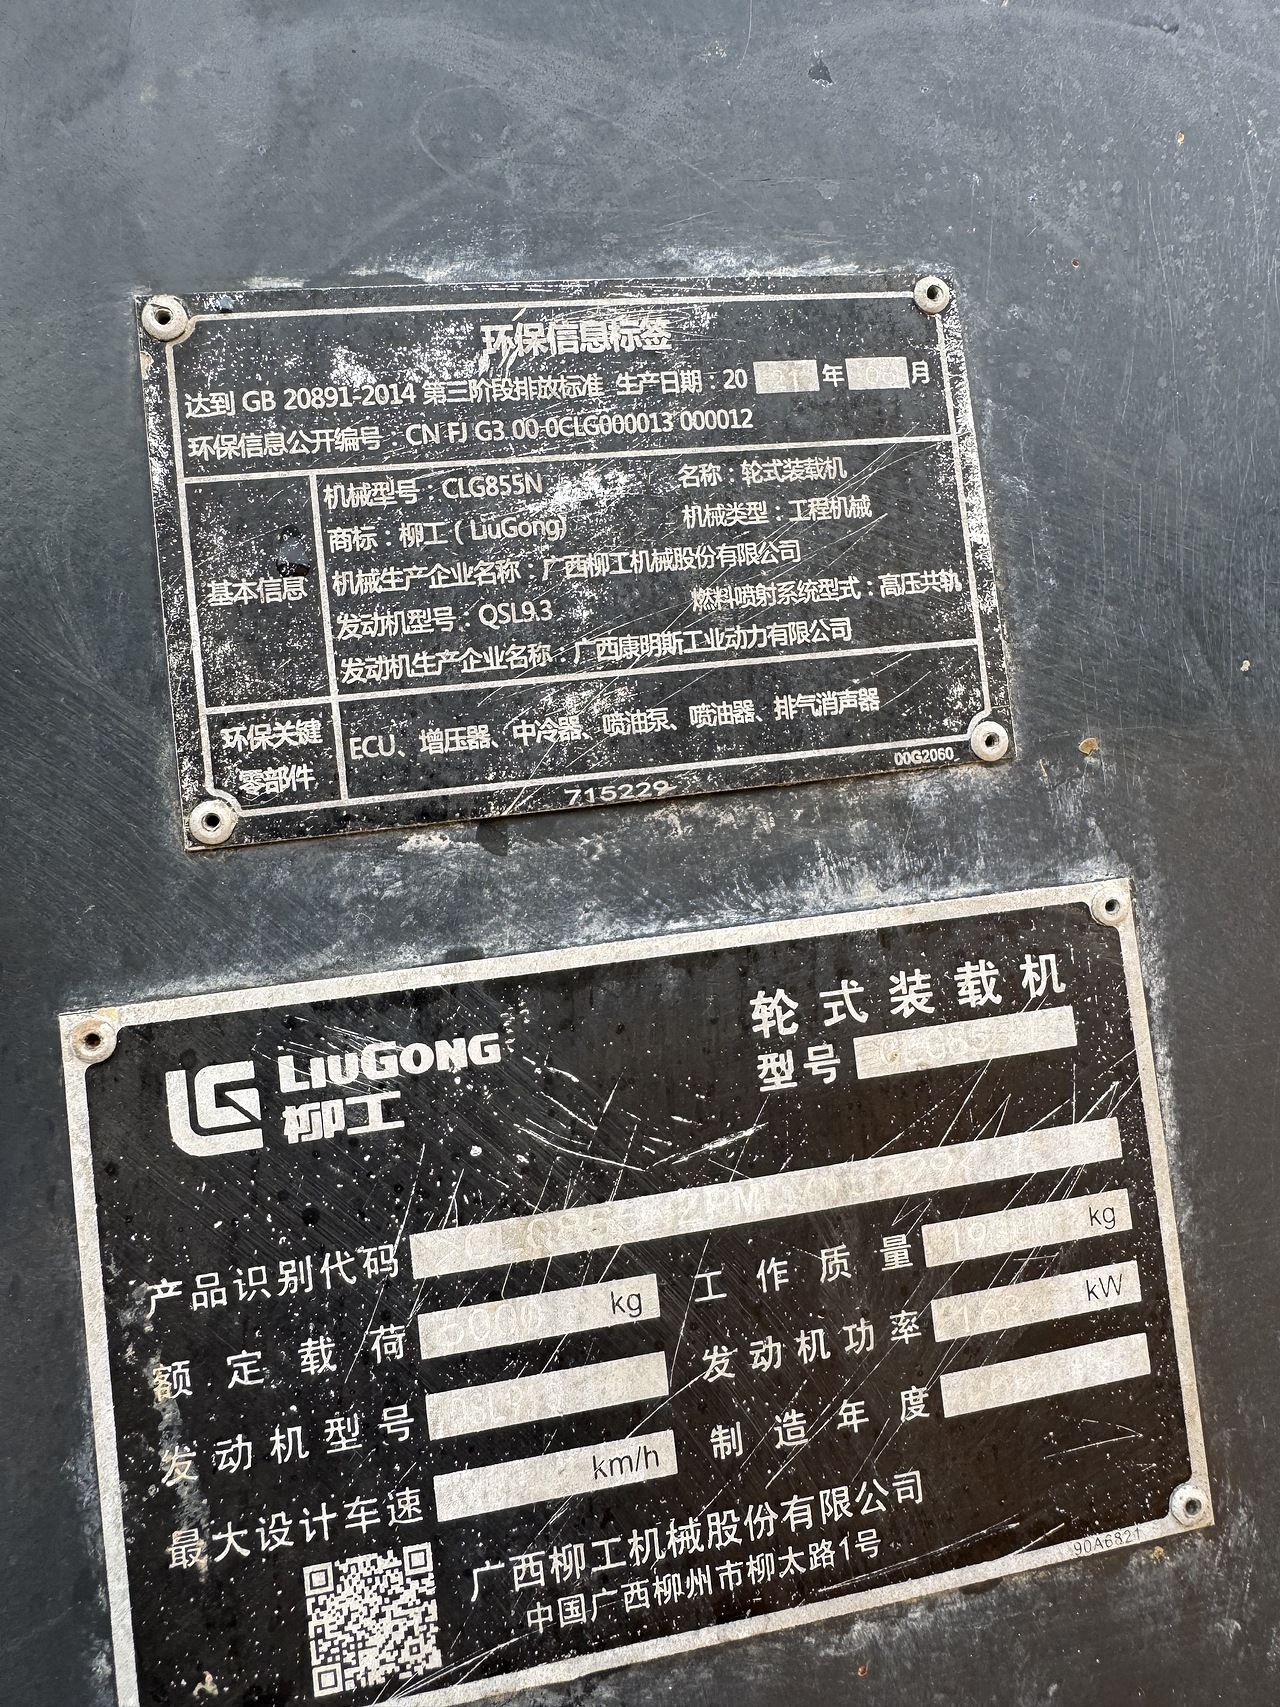 环保信息标签
达到 GB 20891-2014 第三阶段排放标准 生产日期：20 21 年 月
环保信息公开编号：CN FJ G3 00 0CLG000013 000012
基本信息
机械型号：CLG855N 名称：轮式装载机
商标：柳工（LiuGong) 机械类型：工程机械
机械生产企业名称：广西柳工机械股份有限公司
发动机型号：QSL9.3 燃料喷射系统型式：高压共轨
发动机生产企业名称：广西康明斯工业动力有限公司
环保关键
零部件
ECU、增压器、中冷器、喷油泵、喷油器、排气消声器
00G2060
715229
轮式装载机
LG LIUGONG
柳工
型号
产品识别代码
额定载荷 kg 工作质量 kg
发动机型号 发动机功率 kW
最大设计车速 km/h 制造年度
广西柳工机械股份有限公司
中国广西柳州市柳太路1号
90A6821